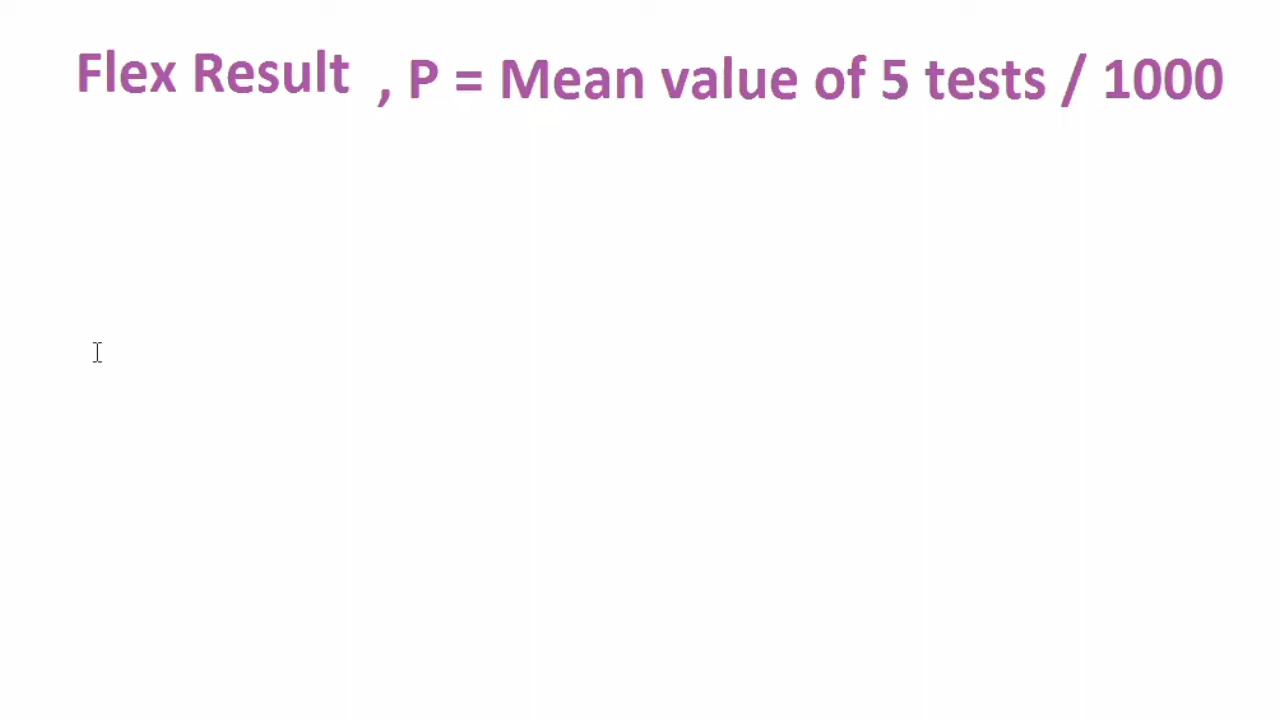 Flex Result , P = Mean value of 5 tests / 1000